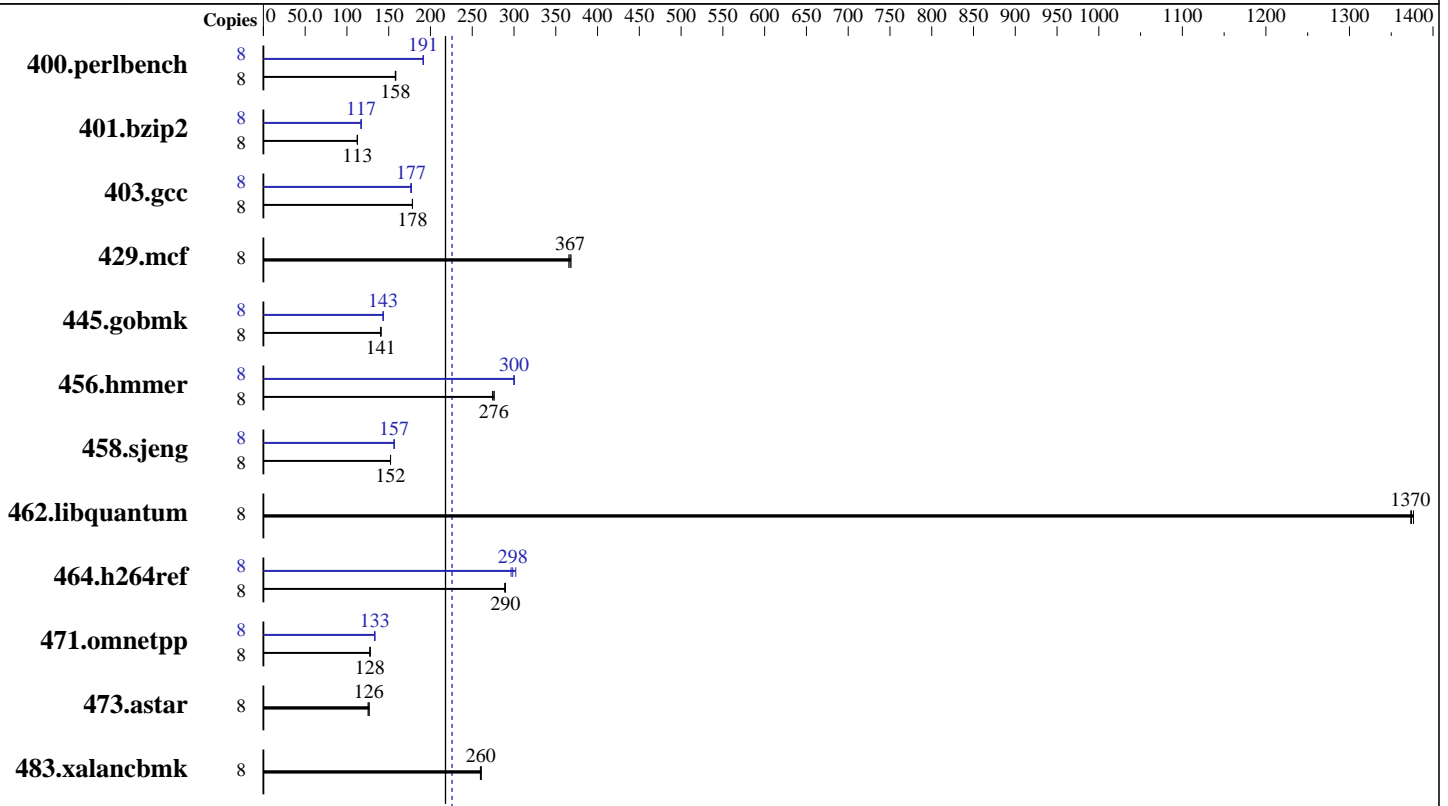 Copies 0 50.0 100 150 200 250 300 350 400 450 500 550 600 650 700 750 800 850 900 950 1000 1100 1200 1300 1400
400.perlbench 8 191
8 158
401.bzip2 8 117
8 113
403.gcc 8 177
8 178
429.mcf 8 367
445.gobmk 8 143
8 141
456.hmmer 8 300
8 276
458.sjeng 8 157
8 152
462.libquantum 8 1370
464.h264ref 8 298
8 290
471.omnetpp 8 133
8 128
473.astar 8 126
483.xalancbmk 8 260